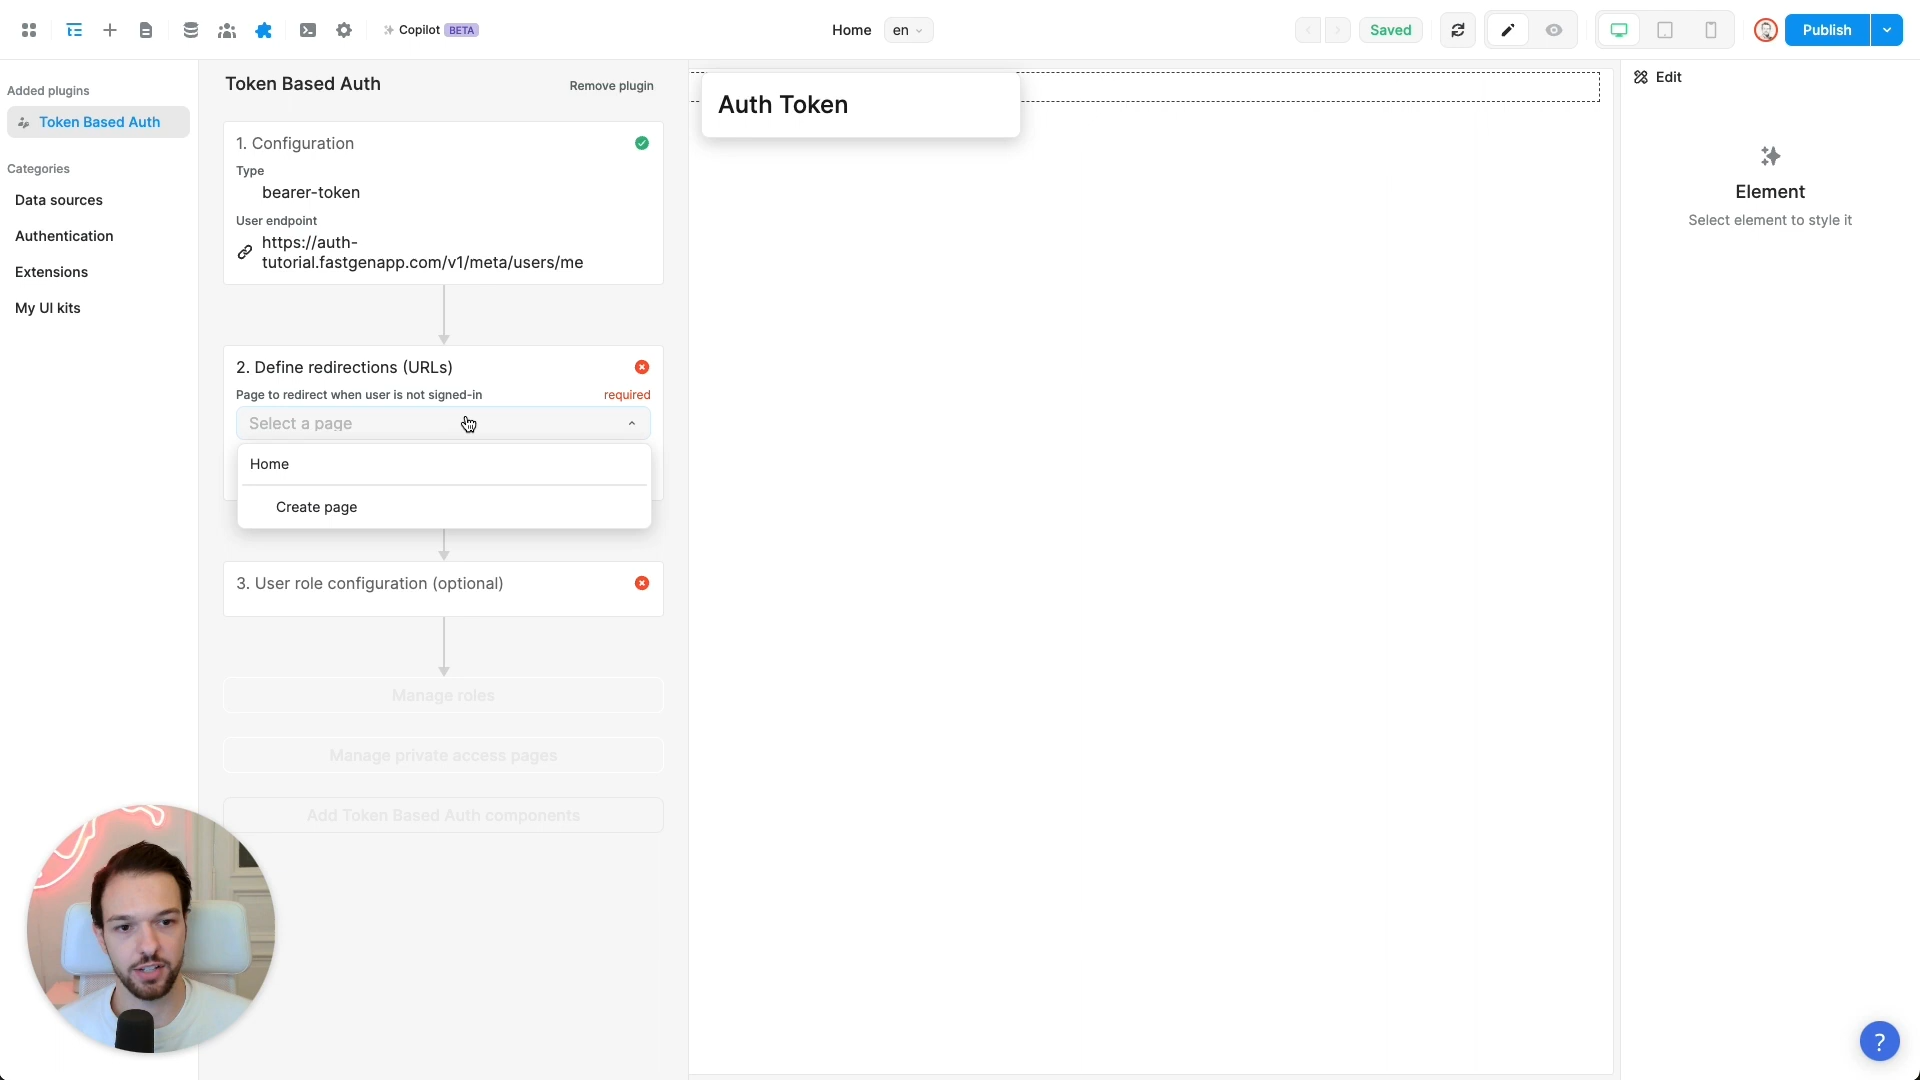 Copilot BETA
Home
en
Saved
Publish
Added plugins
Token Based Auth
Categories
Data sources
Authentication
Extensions
My UI kits
Token Based Auth
Remove plugin
1. Configuration
Type
bearer-token
User endpoint
https://auth-
tutorial.fastgenapp.com/v1/meta/users/me
2. Define redirections (URLs)
Page to redirect when user is not signed-in
required
Select a page
Home
Create page
3. User role configuration (optional)
Manage roles
Manage private access pages
Add Token Based Auth components
Auth Token
Edit
Element
Select element to style it
?